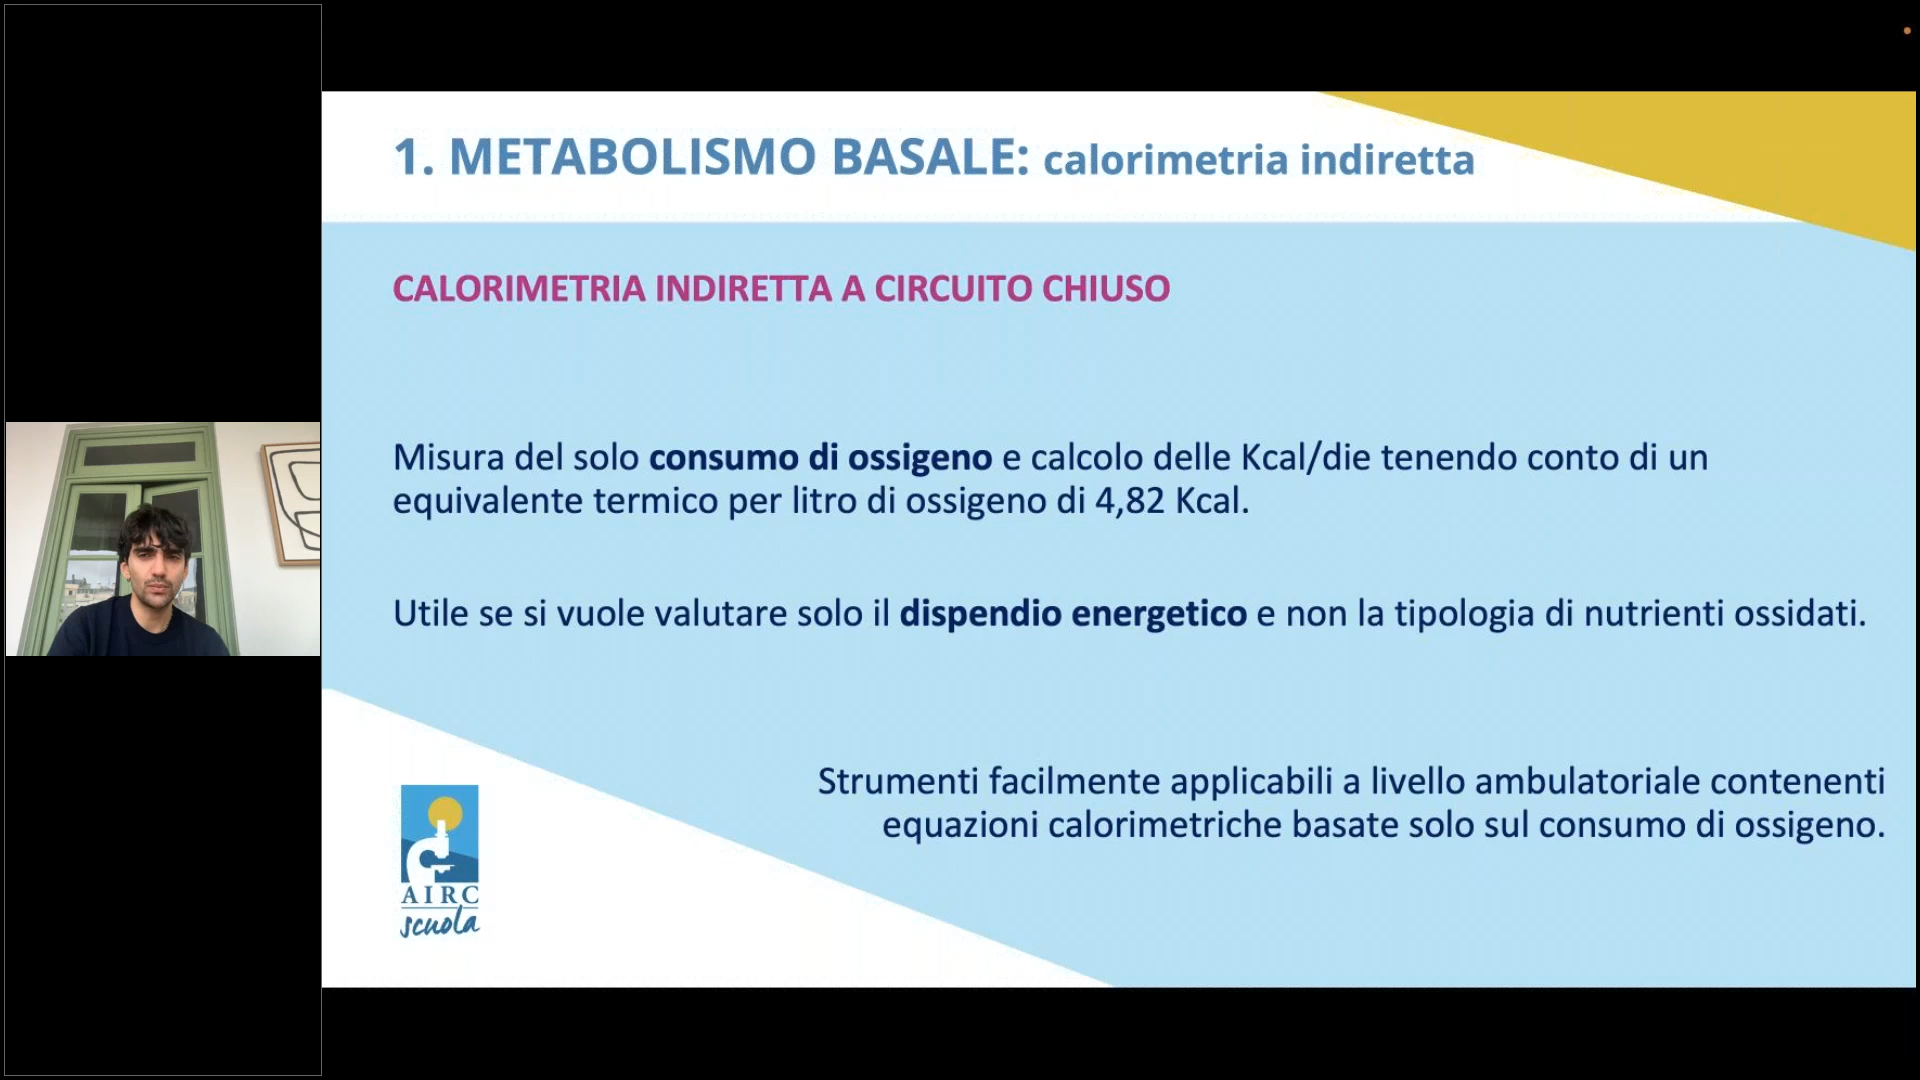 1. METABOLISMO BASALE: calorimetria indiretta
CALORIMETRIA INDIRETTA A CIRCUITO CHIUSO
Misura del solo consumo di ossigeno e calcolo delle Kcal/die tenendo conto di un
equivalente termico per litro di ossigeno di 4,82 Kcal.
Utile se si vuole valutare solo il dispendio energetico e non la tipologia di nutrienti ossidati.
Strumenti facilmente applicabili a livello ambulatoriale contenenti
equazioni calorimetriche basate solo sul consumo di ossigeno.
AIRC
scuola